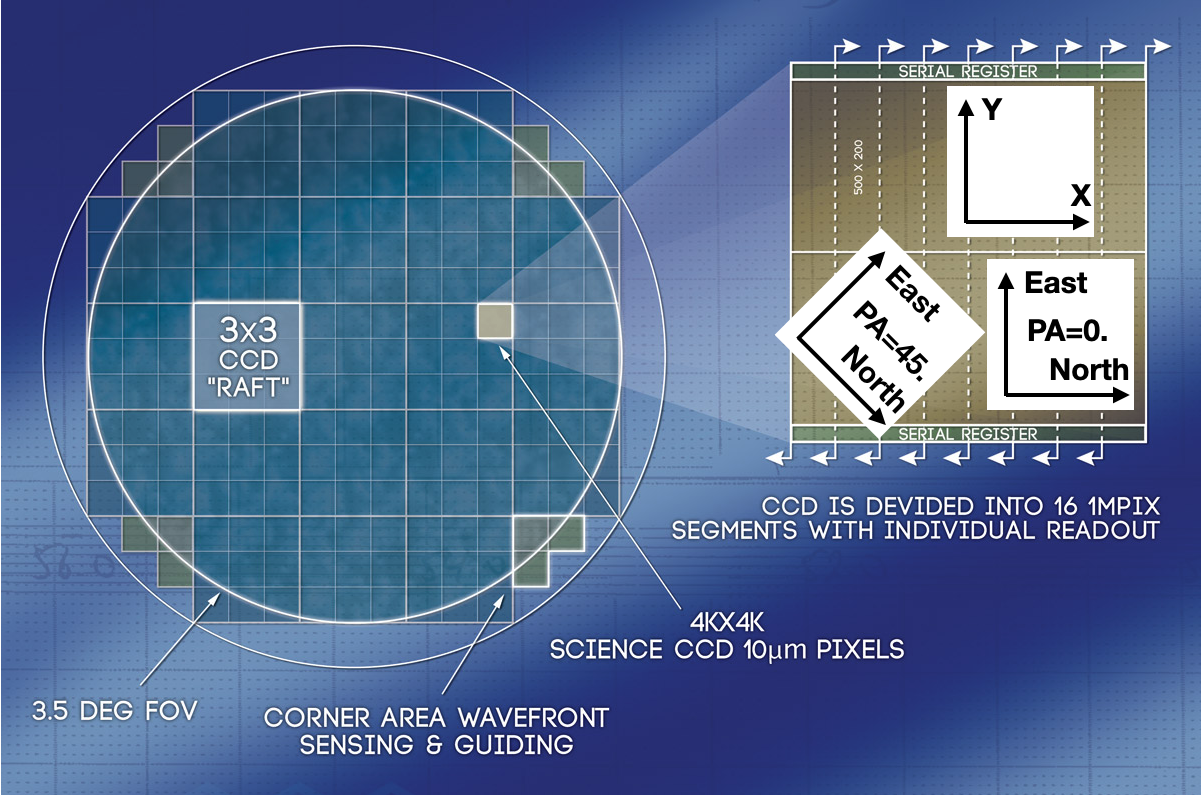 SERIAL REGISTER
Y
X
500 X 200
East
PA=45.
North
East
PA=0.
North
SERIAL REGISTER
3x3
CCD
"RAFT"
CCD IS DEVIDED INTO 16 1MPIX
SEGMENTS WITH INDIVIDUAL READOUT
4KX4K
SCIENCE CCD 10μm PIXELS
3.5 DEG FOV
CORNER AREA WAVEFRONT
SENSING & GUIDING